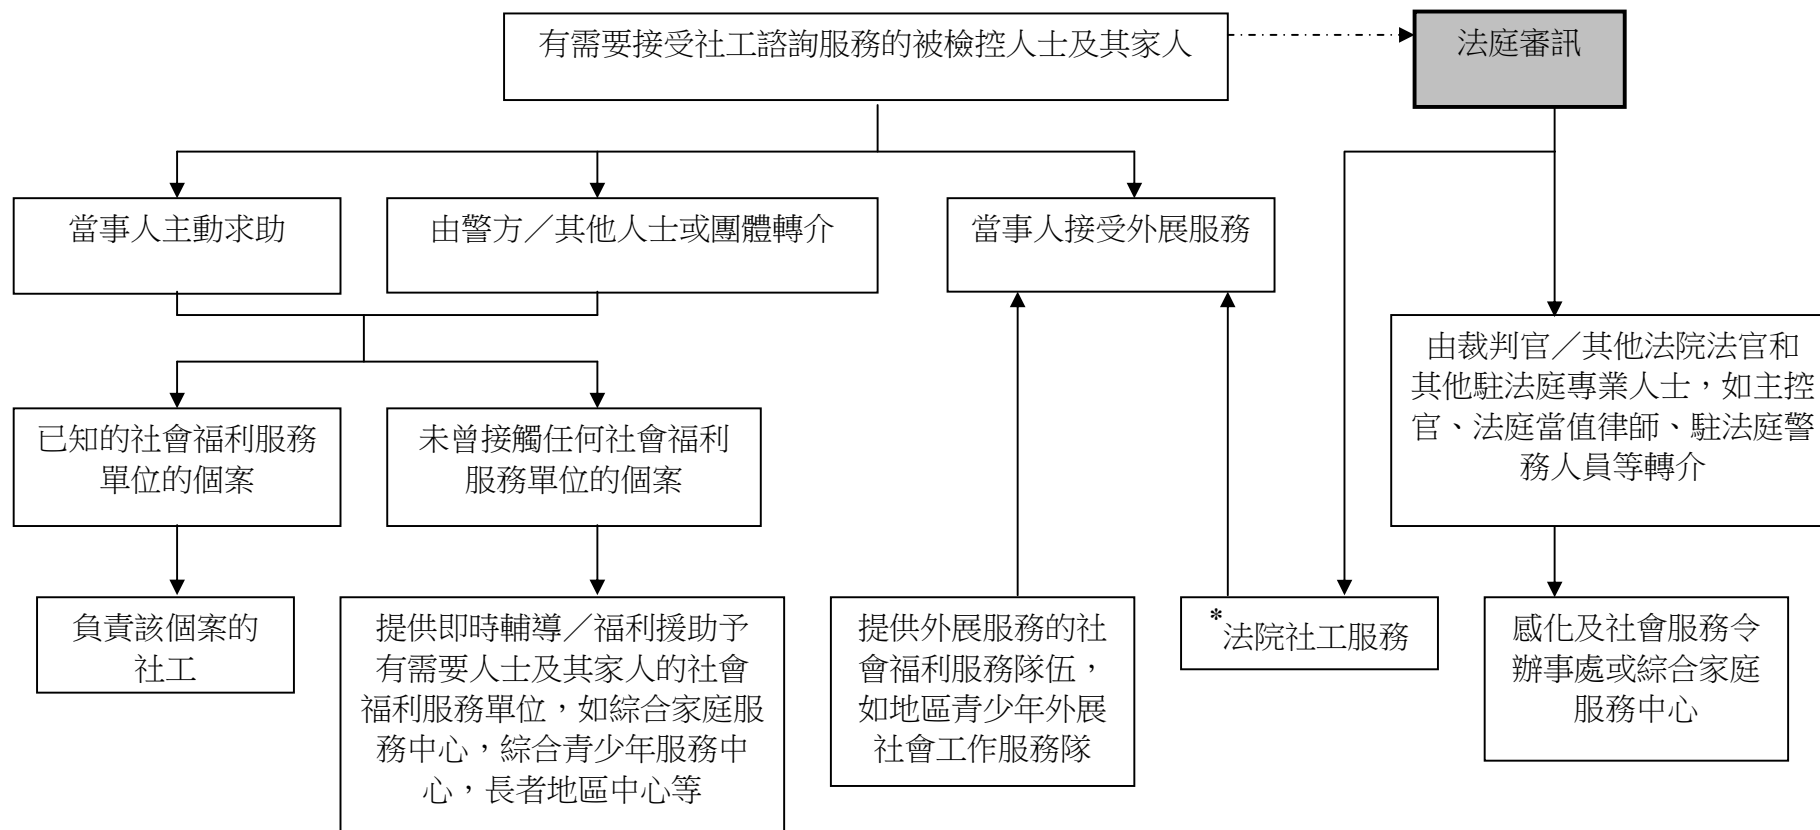 有需要接受社工諮詢服務的被檢控人士及其家人
法庭審訊
當事人主動求助
由警方／其他人士或團體轉介
當事人接受外展服務
由裁判官／其他法院法官和
其他駐法庭專業人士，如主控
官、法庭當值律師、駐法庭警
務人員等轉介
已知的社會福利服務
單位的個案
未曾接觸任何社會福利
服務單位的個案
負責該個案的
社工
提供即時輔導／福利援助予
有需要人士及其家人的社會
福利服務單位，如綜合家庭服
務中心，綜合青少年服務中
心，長者地區中心等
提供外展服務的社
會福利服務隊伍，
如地區青少年外展
社會工作服務隊
*法院社工服務
感化及社會服務令
辦事處或綜合家庭
服務中心